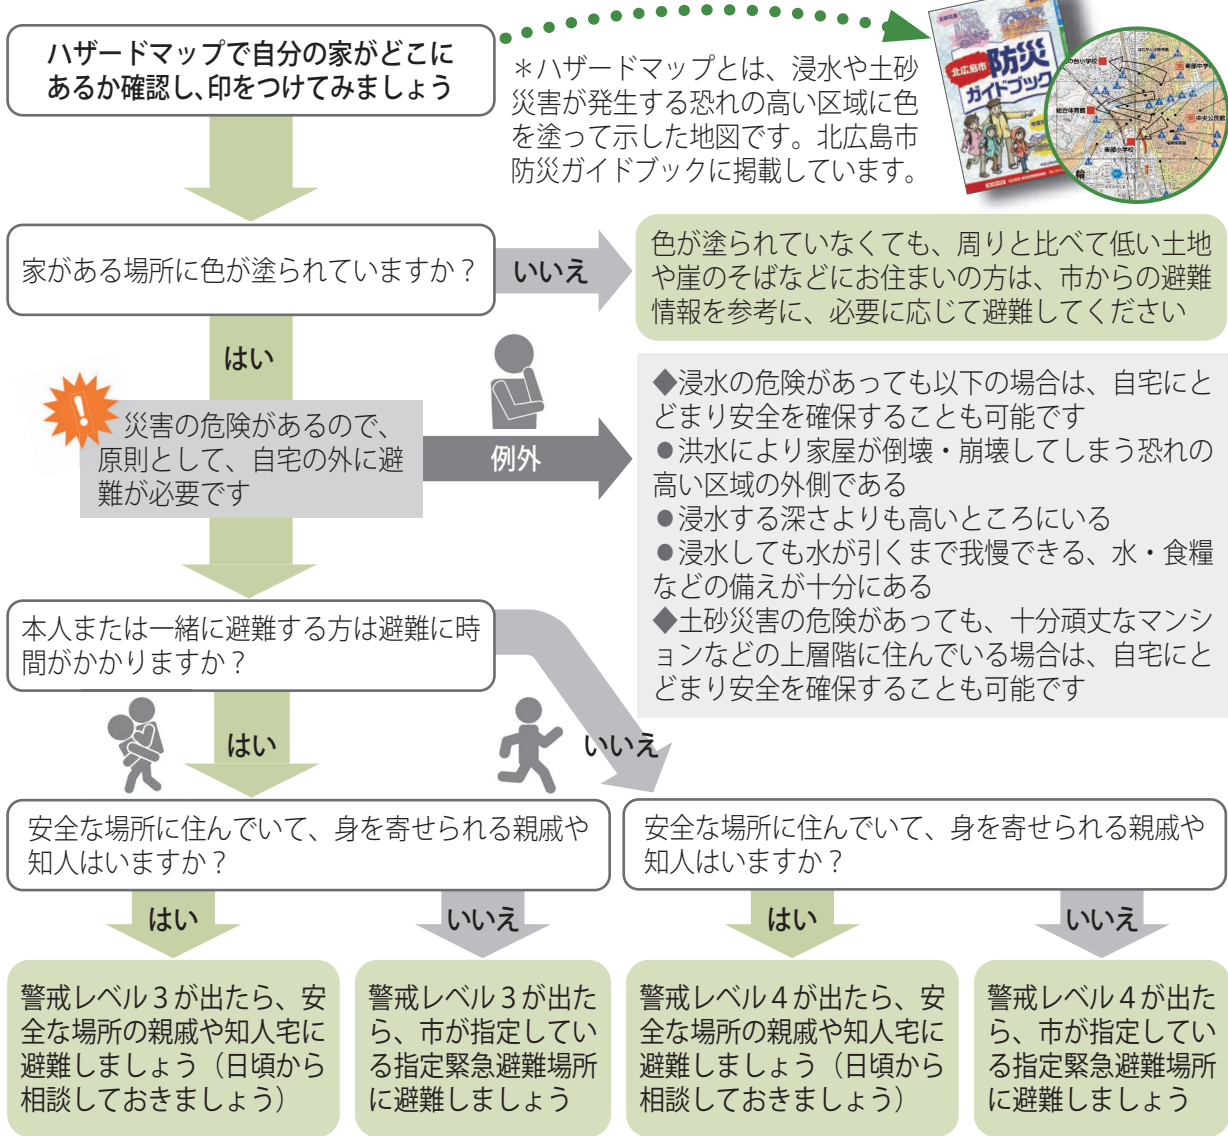 ハザードマップで自分の家がどこに
あるか確認し、印をつけてみましょう
＊ハザードマップとは、浸水や土砂
災害が発生する恐れの高い区域に色
を塗って示した地図です。北広島市
防災ガイドブックに掲載しています。
北広島市
防災
ガイドブック
総合体育館
東部小学校
中央公民館
輪
家がある場所に色が塗られていますか？
いいえ
色が塗られていなくても、周りと比べて低い土地
や崖のそばなどにお住まいの方は、市からの避難
情報を参考に、必要に応じて避難してください
はい
!
災害の危険があるので、
原則として、自宅の外に避
難が必要です
例外
◆浸水の危険があっても以下の場合は、自宅にと
どまり安全を確保することも可能です
●洪水により家屋が倒壊・崩壊してしまう恐れの
高い区域の外側である
●浸水する深さよりも高いところにいる
●浸水しても水が引くまで我慢できる、水・食糧
などの備えが十分にある
◆土砂災害の危険があっても、十分頑丈なマンシ
ョンなどの上層階に住んでいる場合は、自宅にと
どまり安全を確保することも可能です
本人または一緒に避難する方は避難に時
間がかかりますか？
はい
いいえ
安全な場所に住んでいて、身を寄せられる親戚や
知人はいますか？
安全な場所に住んでいて、身を寄せられる親戚や
知人はいますか？
はい
いいえ
はい
いいえ
警戒レベル３が出たら、安
全な場所の親戚や知人宅に
避難しましょう（日頃から
相談しておきましょう）
警戒レベル３が出た
ら、市が指定してい
る指定緊急避難場所
に避難しましょう
警戒レベル４が出たら、安
全な場所の親戚や知人宅に
避難しましょう（日頃から
相談しておきましょう）
警戒レベル４が出た
ら、市が指定してい
る指定緊急避難場所
に避難しましょう